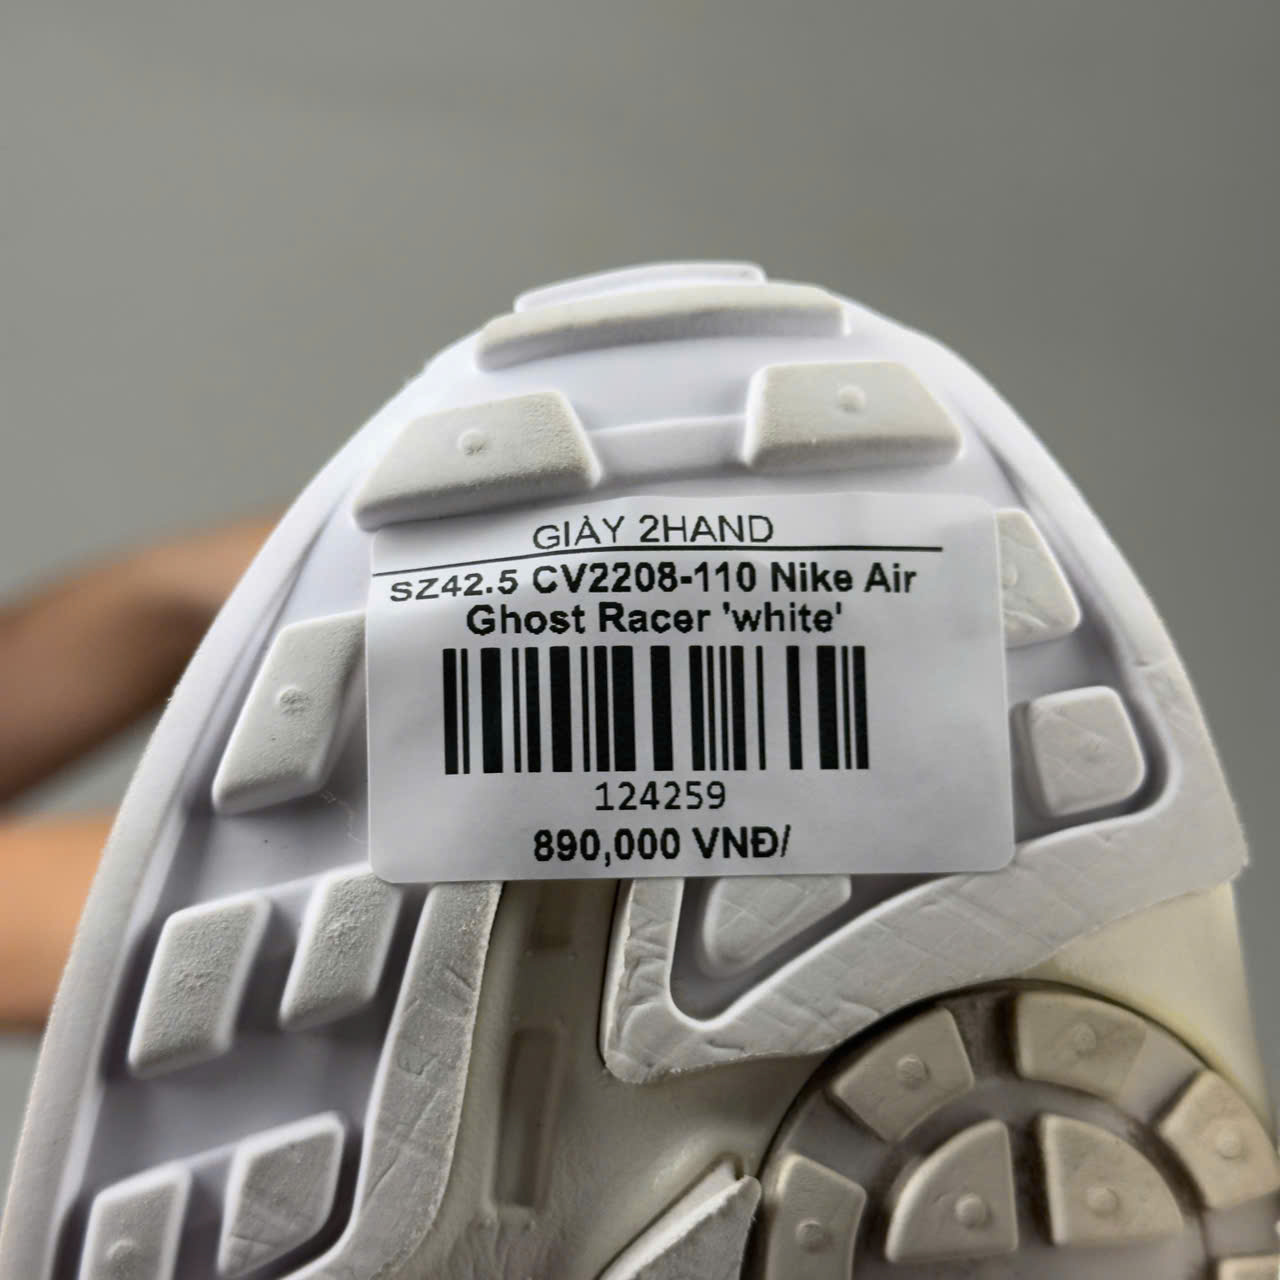 GIÀY 2HAND
SZ42.5 CV2208-110 Nike Air
Ghost Racer 'white'
124259
890,000 VNĐ/